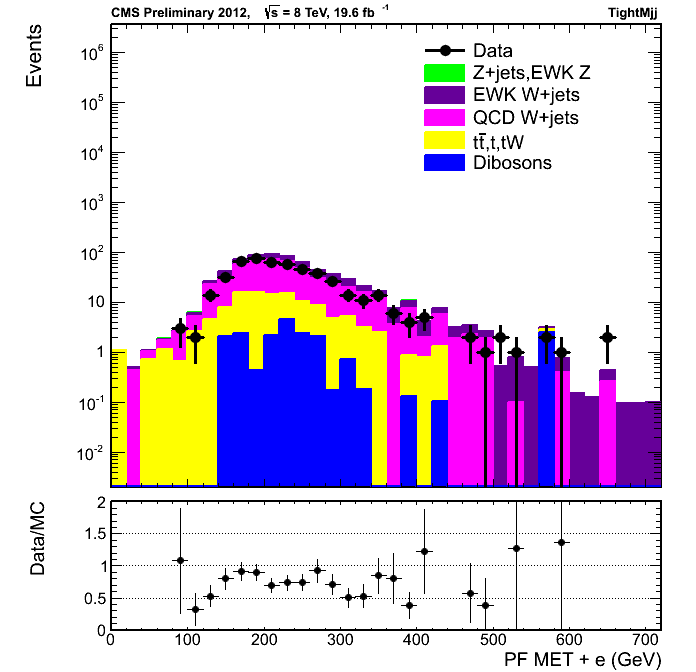 CMS Preliminary 2012, √s = 8 TeV, 19.6 fb⁻¹ TightMjj
Events
10⁶
10⁵
10⁴
10³
10²
10
1
10⁻¹
10⁻²
Data
Z+jets,EWK Z
EWK W+jets
QCD W+jets
tt̄,t,tW
Dibosons
Data/MC
2
1.5
1
0.5
0
0 100 200 300 400 500 600 700
PF MET + e (GeV)